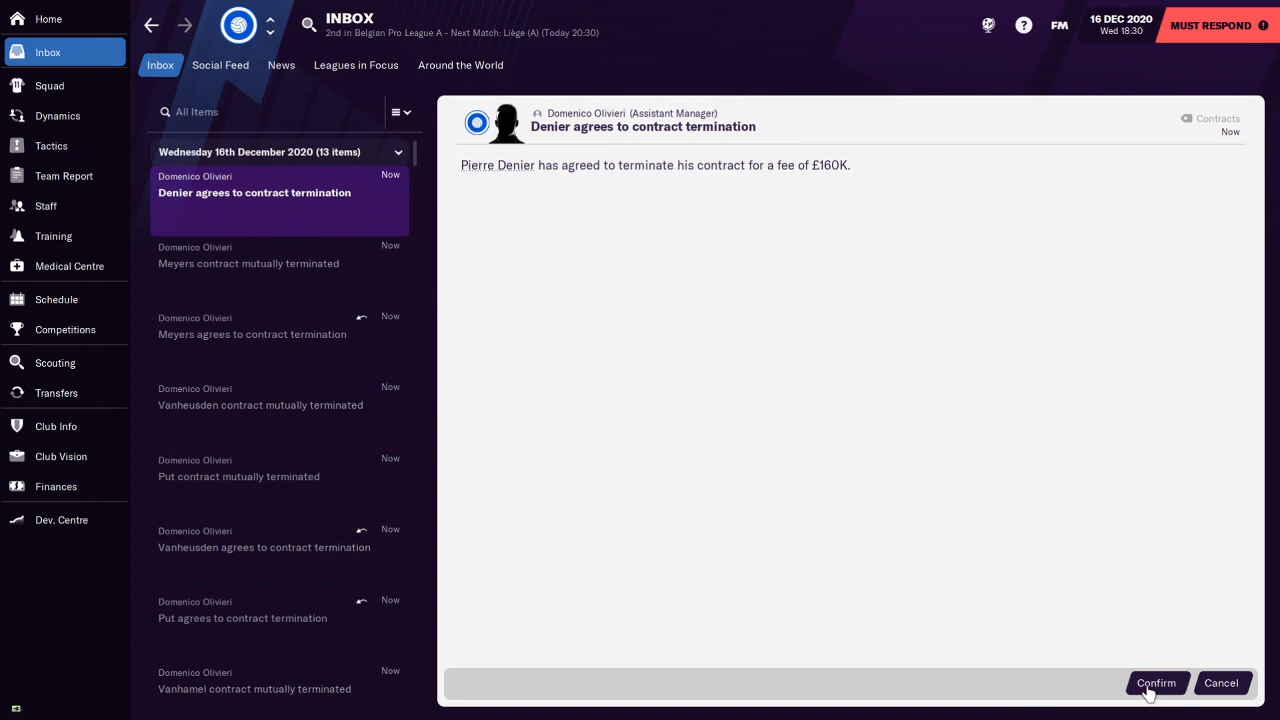 INBOX
2nd in Belgian Pro League A - Next Match: Liège (A) (Today 20:30)
?
FM
16 DEC 2020
Wed 18:30
MUST RESPOND
Home
Inbox
Squad
Dynamics
Tactics
Team Report
Staff
Training
Medical Centre
Schedule
Competitions
Scouting
Transfers
Club Info
Club Vision
Finances
Dev. Centre
Inbox
Social Feed
News
Leagues in Focus
Around the World
All Items
Wednesday 16th December 2020 (13 items)
Domenico Olivieri Now
Denier agrees to contract termination
Domenico Olivieri Now
Meyers contract mutually terminated
Domenico Olivieri Now
Meyers agrees to contract termination
Domenico Olivieri Now
Vanheusden contract mutually terminated
Domenico Olivieri Now
Put contract mutually terminated
Domenico Olivieri Now
Vanheusden agrees to contract termination
Domenico Olivieri Now
Put agrees to contract termination
Domenico Olivieri Now
Vanhamel contract mutually terminated
Domenico Olivieri (Assistant Manager)
Denier agrees to contract termination
Contracts
Now
Pierre Denier has agreed to terminate his contract for a fee of £160K.
Confirm
Cancel